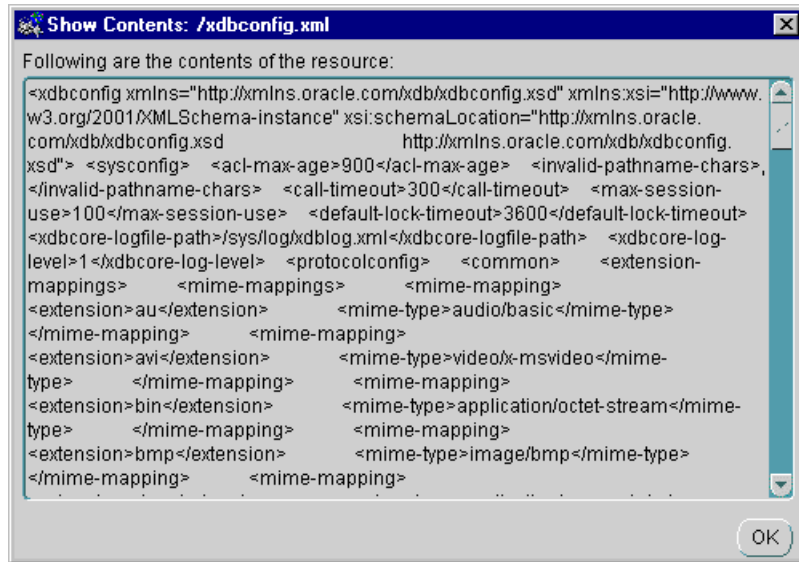 Show Contents: /xdbconfig.xml
Following are the contents of the resource:
<xdbconfig xmlns="http://xmlns.oracle.com/xdb/xdbconfig.xsd" xmlns:xsi="http://www.
w3.org/2001/XMLSchema-instance" xsi:schemaLocation="http://xmlns.oracle.
com/xdb/xdbconfig.xsd http://xmlns.oracle.com/xdb/xdbconfig.
xsd"> <sysconfig> <acl-max-age>900</acl-max-age> <invalid-pathname-chars>,
</invalid-pathname-chars> <call-timeout>300</call-timeout> <max-session-
use>100</max-session-use> <default-lock-timeout>3600</default-lock-timeout>
<xdbcore-logfile-path>/sys/log/xdblog.xml</xdbcore-logfile-path> <xdbcore-log-
level>1</xdbcore-log-level> <protocolconfig> <common> <extension-
mappings> <mime-mappings> <mime-mapping>
<extension>au</extension> <mime-type>audio/basic</mime-type>
</mime-mapping> <mime-mapping>
<extension>avi</extension> <mime-type>video/x-msvideo</mime-
type> </mime-mapping> <mime-mapping>
<extension>bin</extension> <mime-type>application/octet-stream</mime-
type> </mime-mapping> <mime-mapping>
<extension>bmp</extension> <mime-type>image/bmp</mime-type>
</mime-mapping> <mime-mapping>
OK